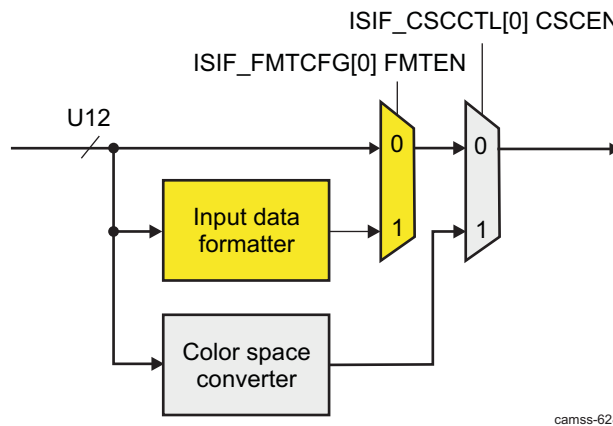 ISIF_CSCCTL[0] CSCEN
ISIF_FMTCFG[0] FMTEN
U12
0
0
Input data
formatter
1
1
Color space
converter
camss-62